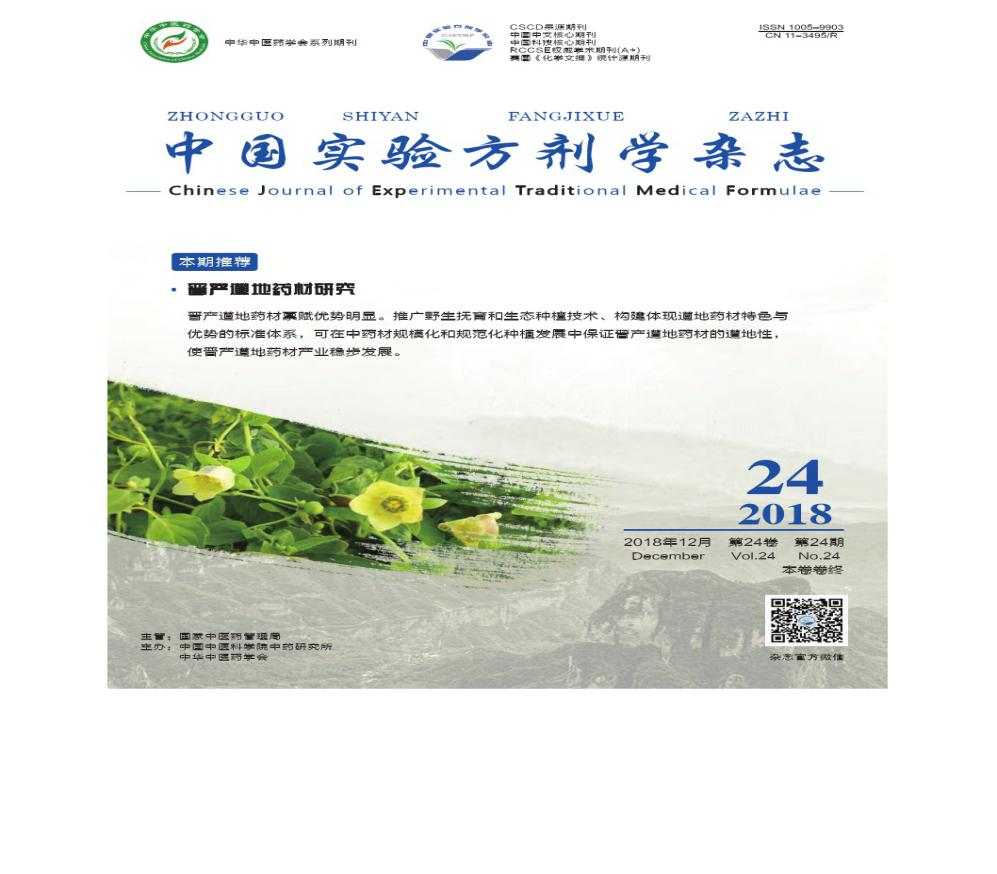 中华中医药学会系列期刊
CSCD来源期刊
中国中文核心期刊
中国科技核心期刊
RCCSE权威学术期刊(A+)
美国《化学文摘》统计源期刊
ISSN 1005-9903
CN 11-3495/R
ZHONGGUO SHIYAN FANGJIXUE ZAZHI
中国实验方剂学杂志
Chinese Journal of Experimental Traditional Medical Formulae
本期推荐
· 晋产道地药材研究
晋产道地药材禀赋优势明显。推广野生抚育和生态种植技术、构建体现道地药材特色与
优势的标准体系，可在中药材规模化和规范化种植发展中保证晋产道地药材的道地性，
使晋产道地药材产业稳步发展。
24
2018
2018年12月 第24卷 第24期
December Vol.24 No.24
本卷卷终
杂志官方微信
主管：国家中医药管理局
主办：中国中医科学院中药研究所
中华中医药学会